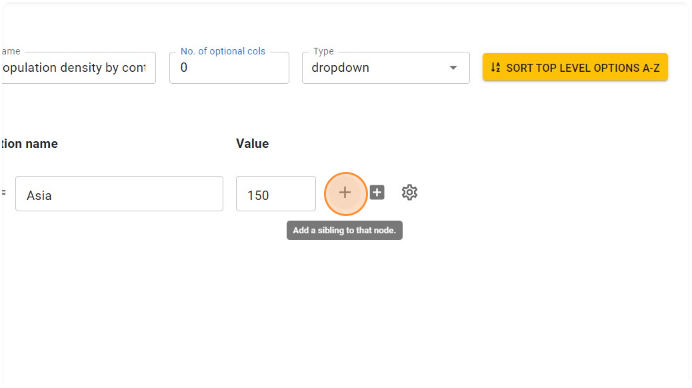 ame
No. of optional cols
Type
opulation density by cont
0
dropdown
SORT TOP LEVEL OPTIONS A-Z
tion name
Value
Asia
150
Add a sibling to that node.